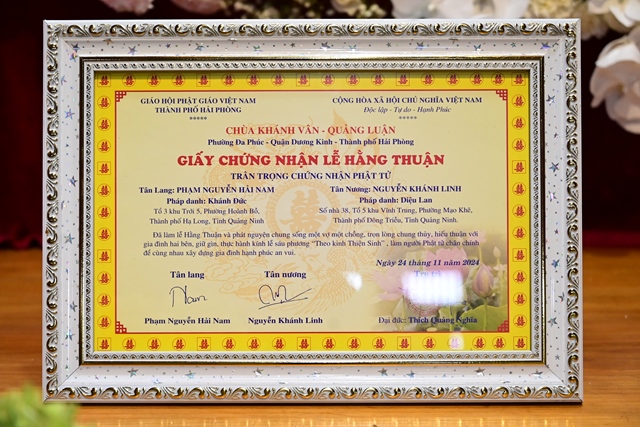 GIÁO HỘI PHẬT GIÁO VIỆT NAM
THÀNH PHỐ HẢI PHÒNG
*****
CỘNG HÒA XÃ HỘI CHỦ NGHĨA VIỆT NAM
Độc lập - Tự do - Hạnh Phúc
*****
CHÙA KHÁNH VÂN - QUẢNG LUẬN
Phường Đa Phúc - Quận Dương Kinh - Thành phố Hải Phòng
GIẤY CHỨNG NHẬN LỄ HẰNG THUẬN
TRÂN TRỌNG CHỨNG NHẬN PHẬT TỬ
Tân Lang: PHẠM NGUYỄN HẢI NAM
Pháp danh: Khánh Đức
Tổ 3 khu Trới 5, Phường Hoành Bồ,
Thành phố Hạ Long, Tỉnh Quảng Ninh
Tân Nương: NGUYỄN KHÁNH LINH
Pháp danh: Diệu Lan
Số nhà 38, Tổ 5 khu Vĩnh Trung, Phường Mạo Khê,
Thành phố Đông Triều, Tỉnh Quảng Ninh.
Đã làm lễ Hằng Thuận và phát nguyện chung sống một vợ một chồng, trọn lòng chung thủy, hiếu thuận với
gia đình hai bên, giữ gìn, thực hành kính lễ sáu phương "Theo kinh Thiện Sinh" , làm người Phật tử chân chính
để cùng nhau xây dựng gia đình hạnh phúc an vui.
Ngày 24 tháng 11 năm 2024
Tân lang
Tân nương
Trụ trì
Nam
Phạm Nguyễn Hải Nam
Nguyễn Khánh Linh
Đại đức: Thích Quảng Nghĩa